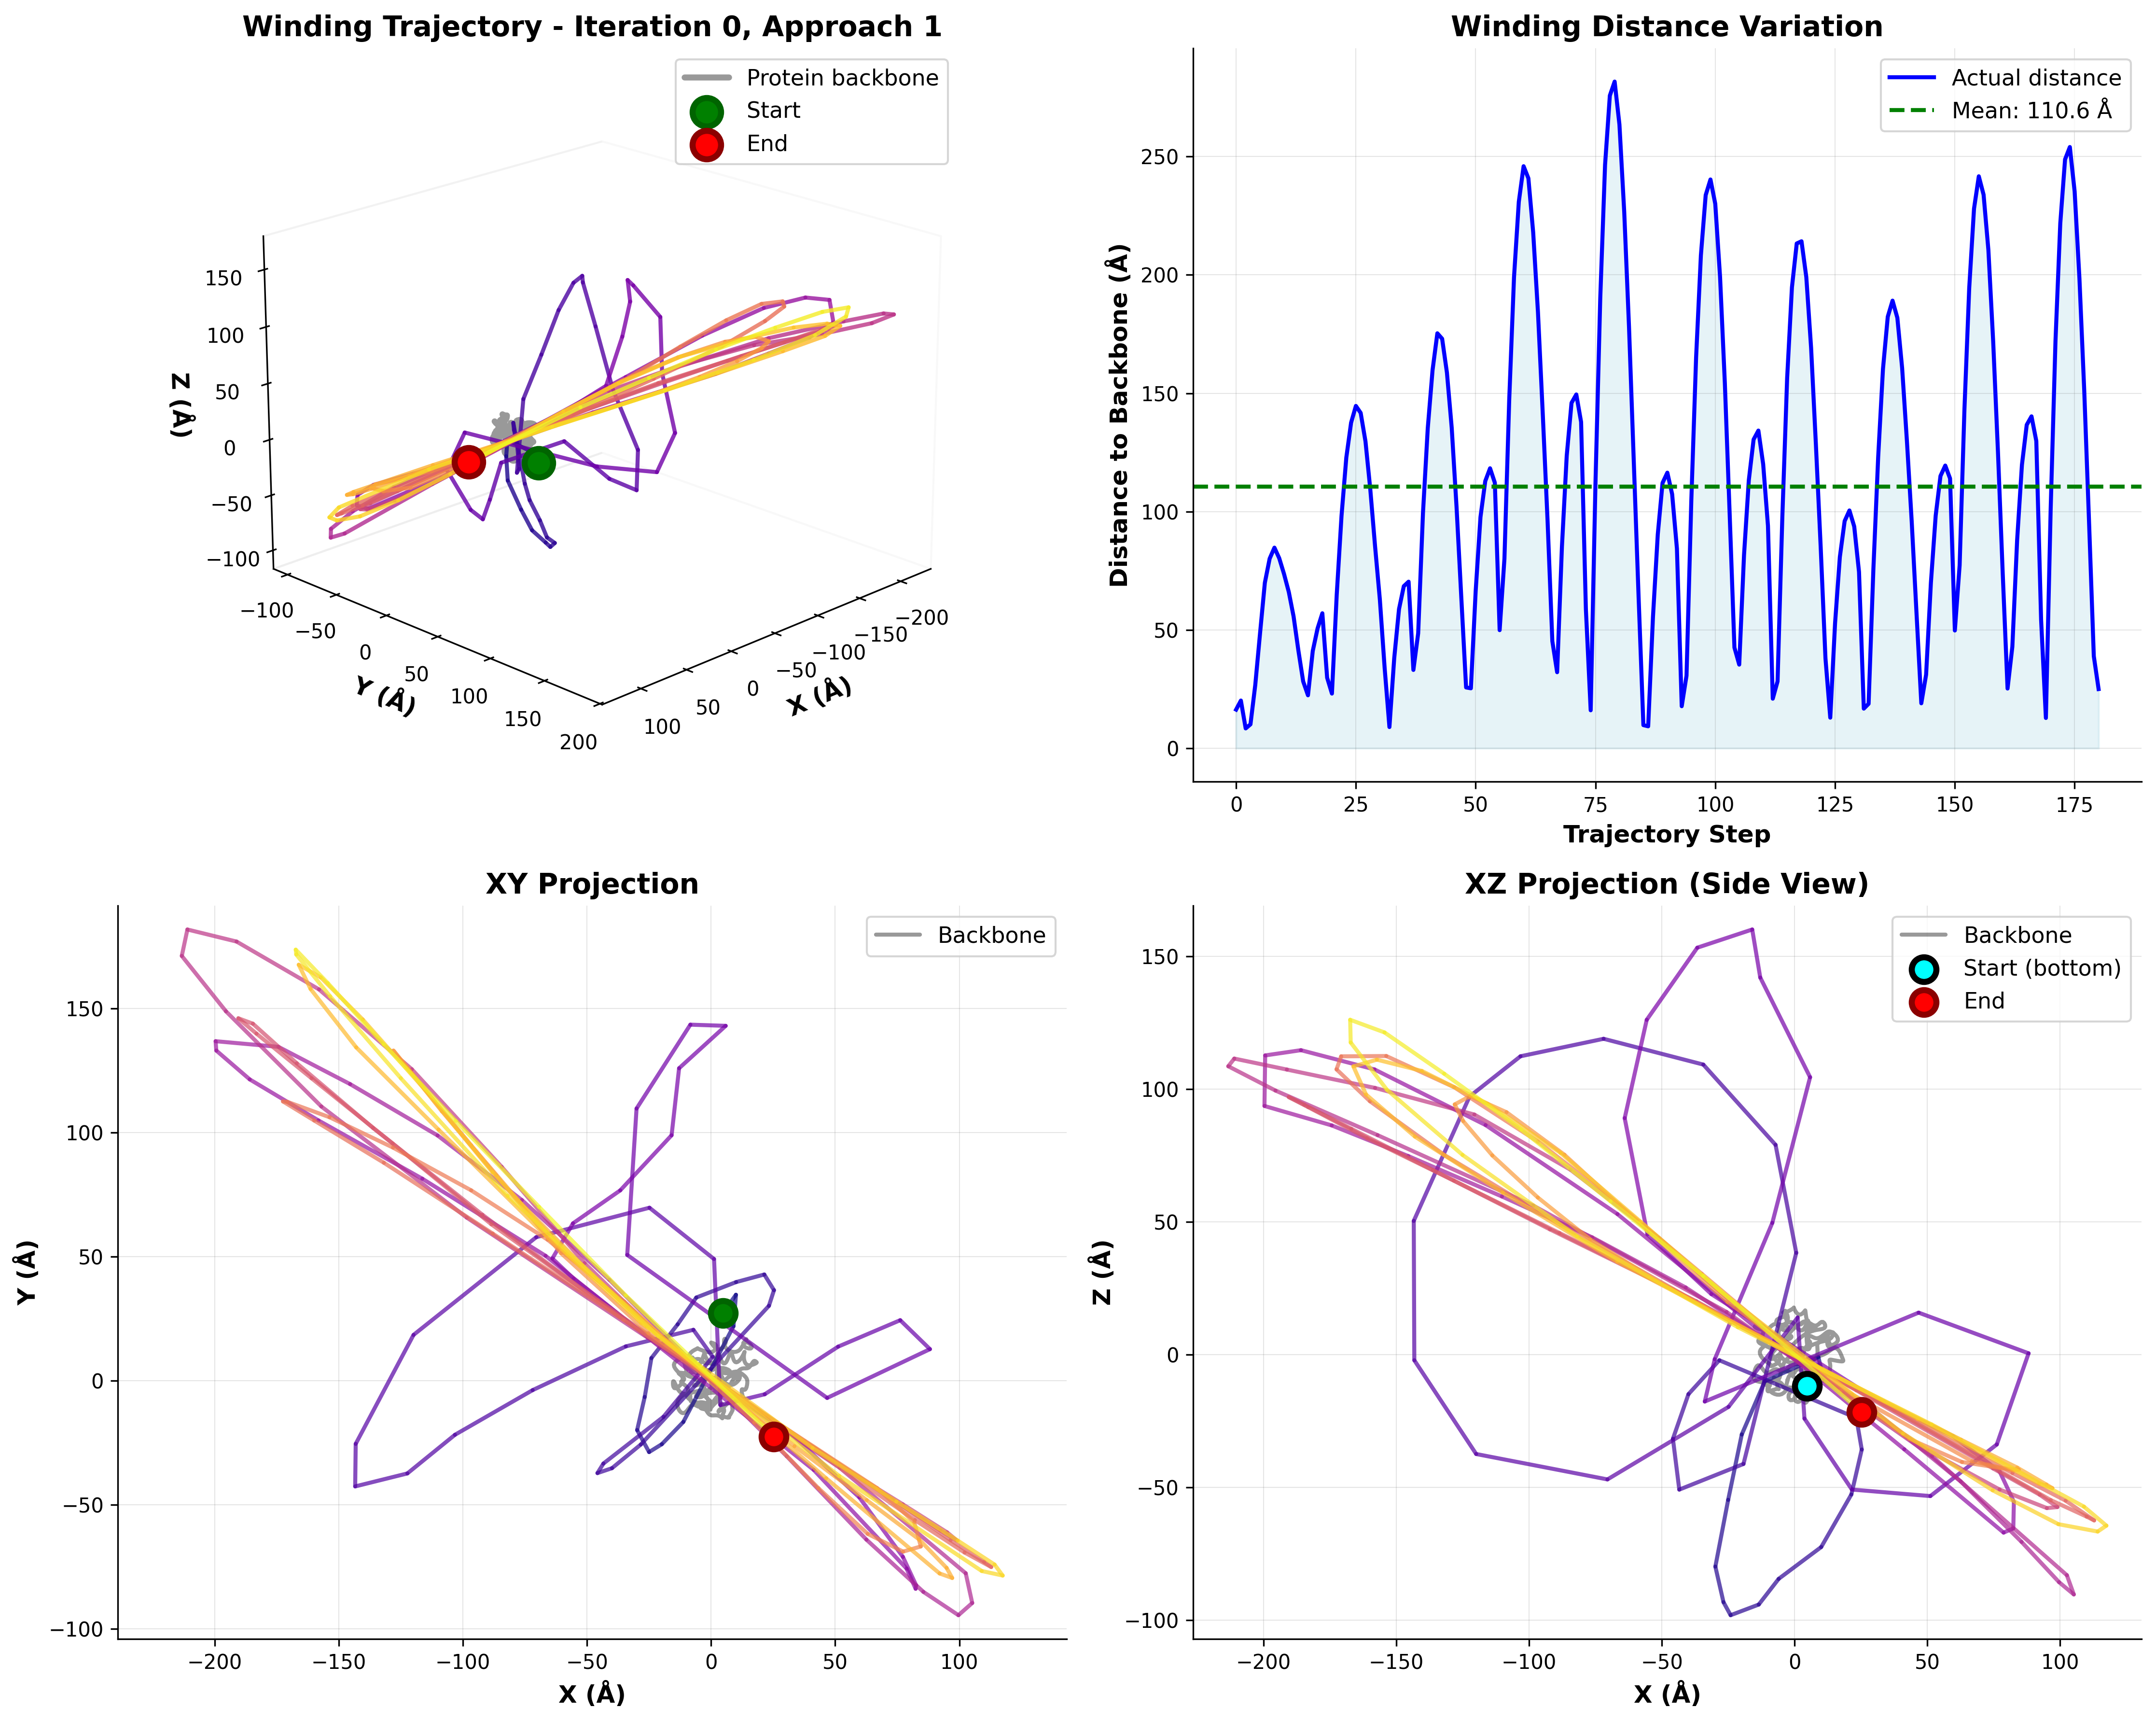 Winding Trajectory - Iteration 0, Approach 1
Protein backbone
Start
End
150
100
50
0
−50
−100
Z (Å)
−100
−50
0
50
100
150
200
Y (Å)
100
50
0
−50
−100
−150
−200
X (Å)
Winding Distance Variation
Actual distance
Mean: 110.6 Å
250
200
150
100
50
0
Distance to Backbone (Å)
0 25 50 75 100 125 150 175
Trajectory Step
XY Projection
Backbone
150
100
50
0
−50
−100
Y (Å)
−200 −150 −100 −50 0 50 100
X (Å)
XZ Projection (Side View)
Backbone
Start (bottom)
End
150
100
50
0
−50
−100
Z (Å)
−200 −150 −100 −50 0 50 100
X (Å)